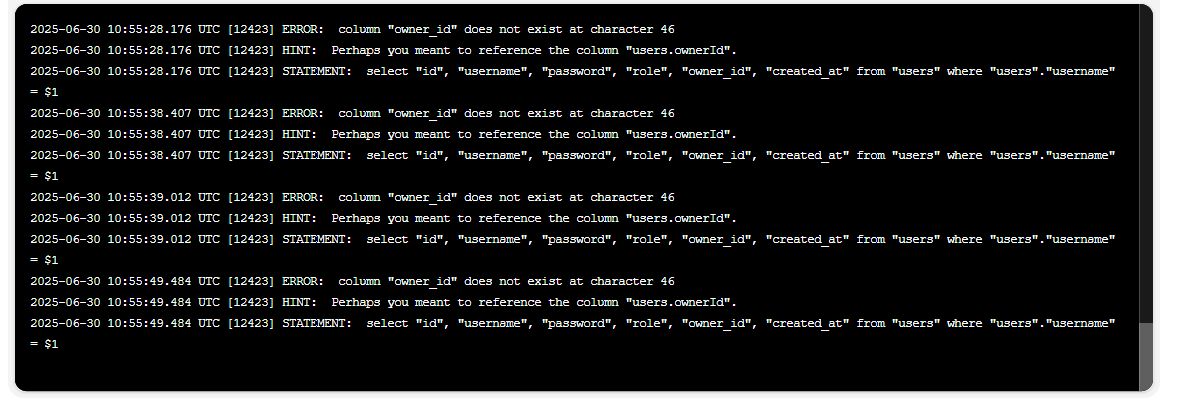 2025-06-30 10:55:28.176 UTC [12423] ERROR:  column "owner_id" does not exist at character 46
2025-06-30 10:55:28.176 UTC [12423] HINT:  Perhaps you meant to reference the column "users.ownerId".
2025-06-30 10:55:28.176 UTC [12423] STATEMENT:  select "id", "username", "password", "role", "owner_id", "created_at" from "users" where "users"."username"
= $1
2025-06-30 10:55:38.407 UTC [12423] ERROR:  column "owner_id" does not exist at character 46
2025-06-30 10:55:38.407 UTC [12423] HINT:  Perhaps you meant to reference the column "users.ownerId".
2025-06-30 10:55:38.407 UTC [12423] STATEMENT:  select "id", "username", "password", "role", "owner_id", "created_at" from "users" where "users"."username"
= $1
2025-06-30 10:55:39.012 UTC [12423] ERROR:  column "owner_id" does not exist at character 46
2025-06-30 10:55:39.012 UTC [12423] HINT:  Perhaps you meant to reference the column "users.ownerId".
2025-06-30 10:55:39.012 UTC [12423] STATEMENT:  select "id", "username", "password", "role", "owner_id", "created_at" from "users" where "users"."username"
= $1
2025-06-30 10:55:49.484 UTC [12423] ERROR:  column "owner_id" does not exist at character 46
2025-06-30 10:55:49.484 UTC [12423] HINT:  Perhaps you meant to reference the column "users.ownerId".
2025-06-30 10:55:49.484 UTC [12423] STATEMENT:  select "id", "username", "password", "role", "owner_id", "created_at" from "users" where "users"."username"
= $1